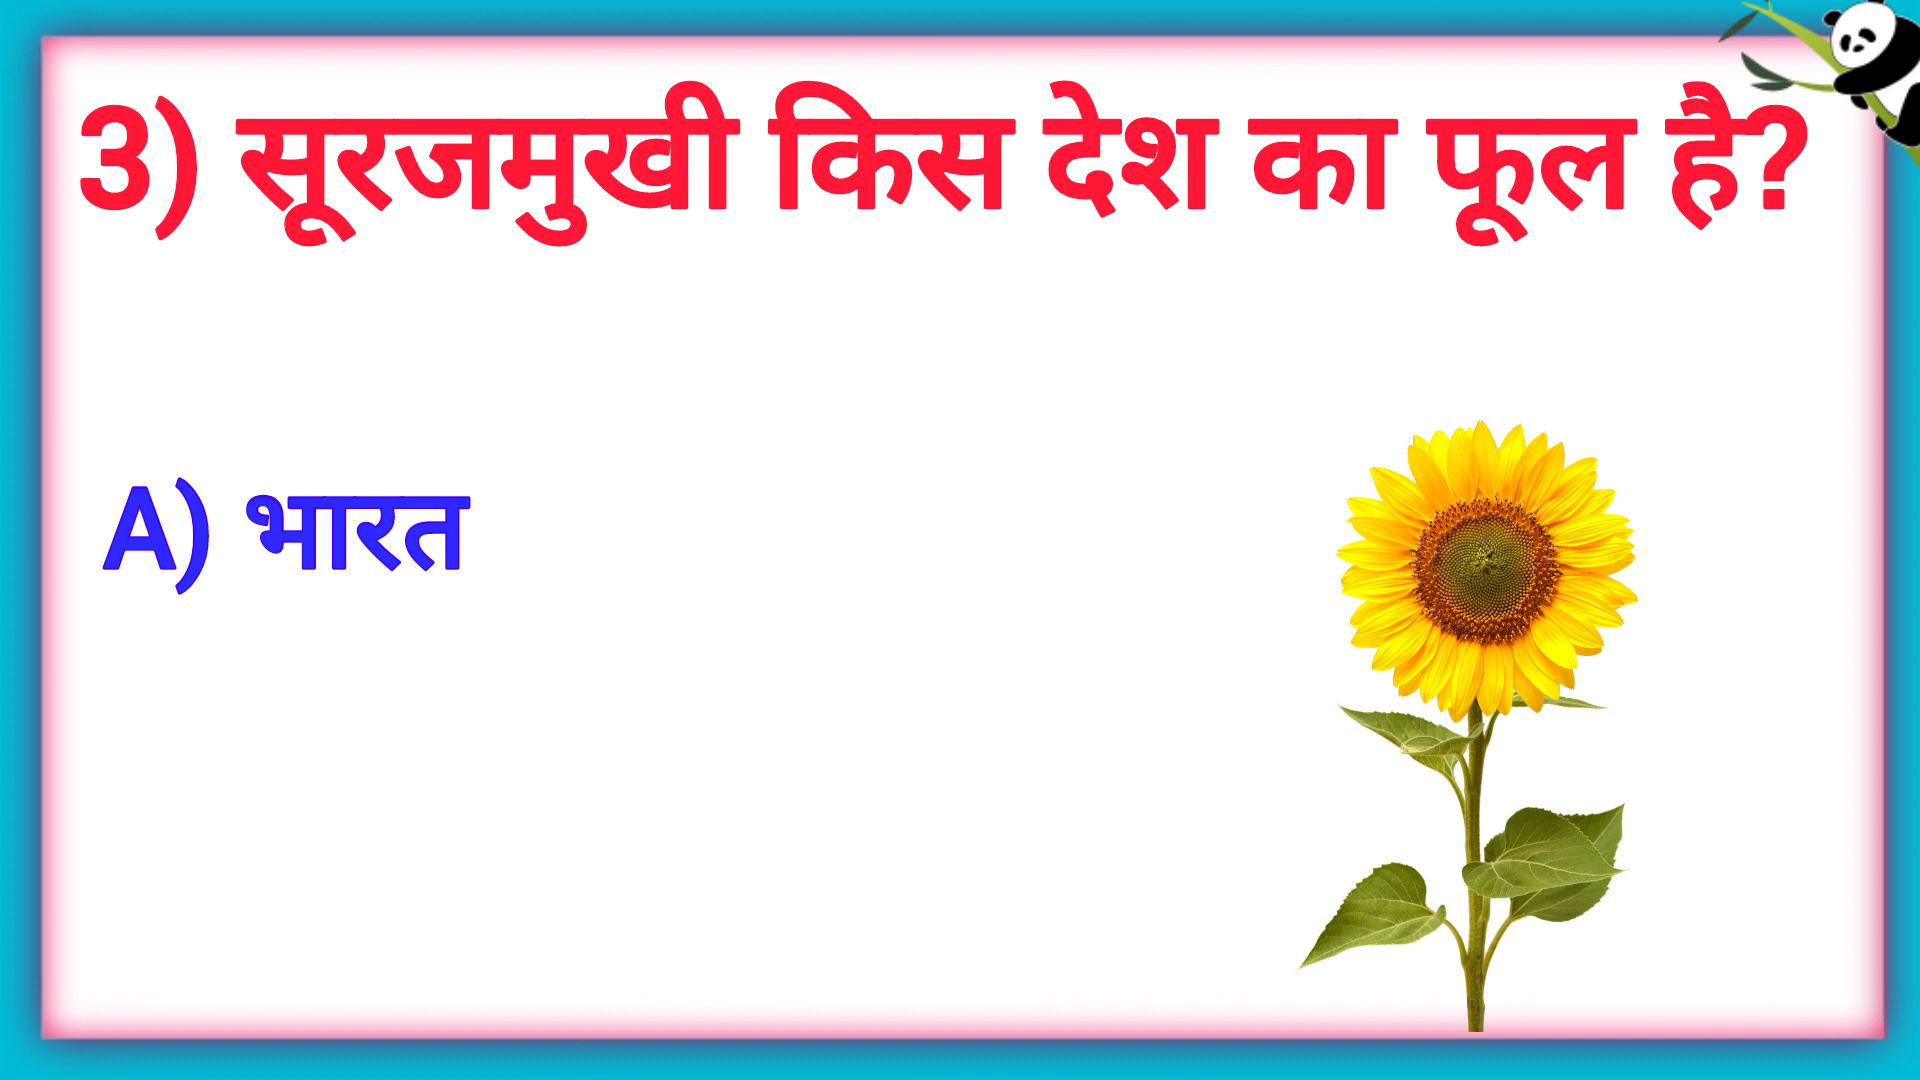 3) सूरजमुखी किस देश का फूल है?
A) भारत